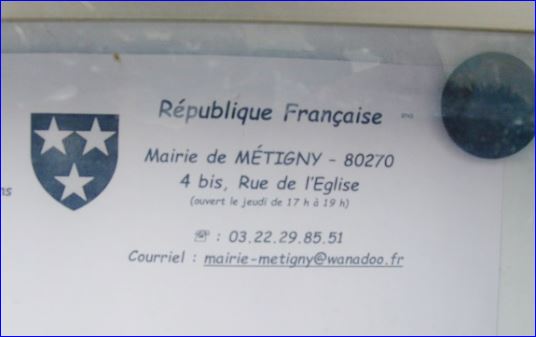 République Française
Mairie de MÉTIGNY - 80270
4 bis, Rue de l'Eglise
(ouvert le jeudi de 17 h à 19 h)
☎ : 03.22.29.85.51
Courriel : mairie-metigny@wanadoo.fr